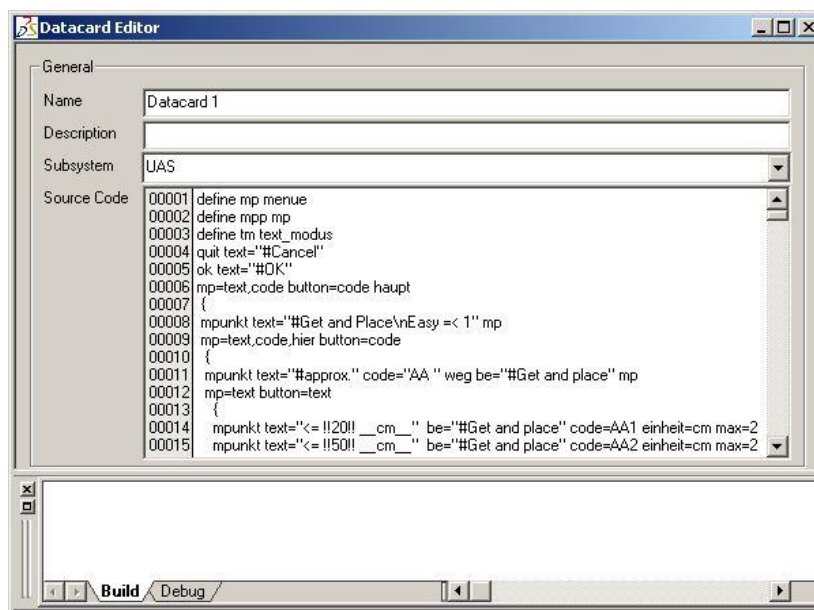 Datacard Editor
General
Name
Datacard 1
Description
Subsystem
UAS
Source Code
00001 define mp menue
00002 define mpp mp
00003 define tm text_modus
00004 quit text="#Cancel"
00005 ok text="#OK"
00006 mp=text,code button=code haupt
00007 {
00008 mpunkt text="#Get and Place\nEasy =< 1" mp
00009 mp=text,code,hier button=code
00010 {
00011 mpunkt text="#approx." code="AA " weg be="#Get and place" mp
00012 mp=text button=text
00013 {
00014 mpunkt text="<= !!20!! __cm__" be="#Get and place" code=AA1 einheit=cm max=2
00015 mpunkt text="<= !!50!! __cm__" be="#Get and place" code=AA2 einheit=cm max=2
Build Debug